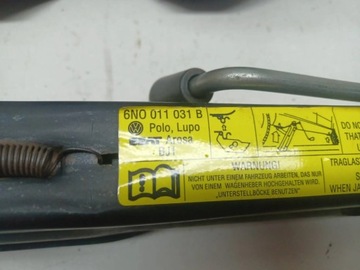 6N0 011 031 B
Polo, Lupo
Arosa
BJ1
DO NO
THAT
WARNUNG!
NICHT UNTER EINEM FAHRZEUG ARBEITEN, DAS NUR
VON EINEM WAGENHEBER HOCHGEHALTEN WIRD,
„UNTERSTELLBÖCKE BENUTZEN"
TRAGLAS
WHEN JA